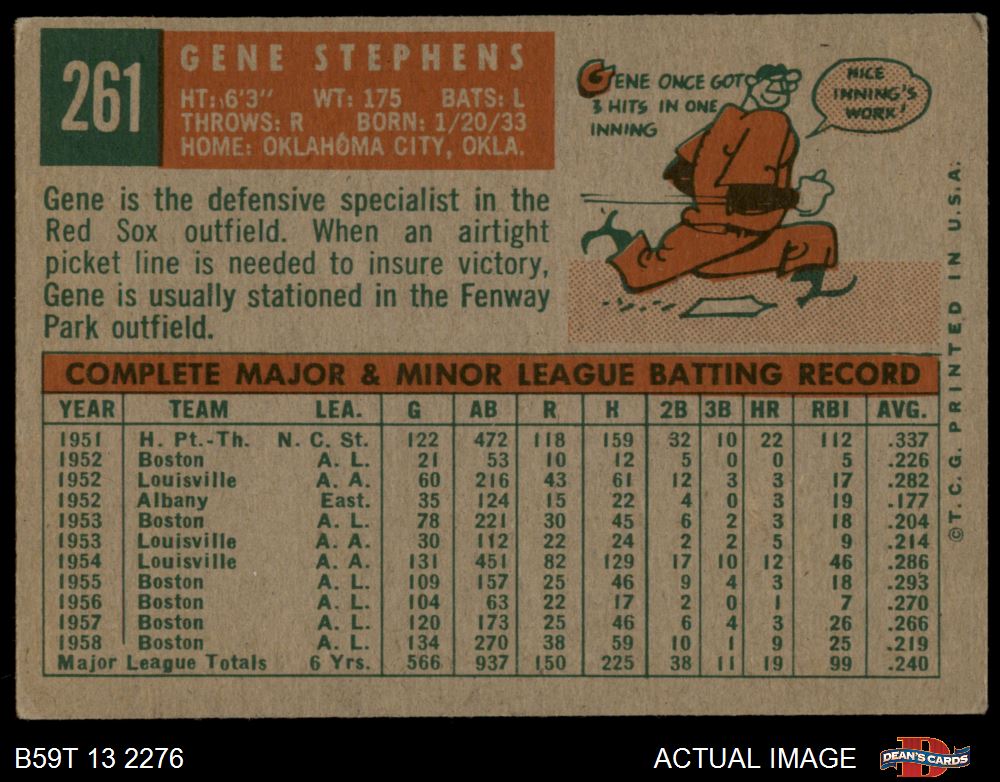 261
GENE STEPHENS
HT: 6'3" WT: 175 BATS: L
THROWS: R BORN: 1/20/33
HOME: OKLAHOMA CITY, OKLA.
GENE ONCE GOT
3 HITS IN ONE
INNING
NICE
INNING'S
WORK!
Gene is the defensive specialist in the
Red Sox outfield. When an airtight
picket line is needed to insure victory,
Gene is usually stationed in the Fenway
Park outfield.
COMPLETE MAJOR & MINOR LEAGUE BATTING RECORD
YEAR TEAM LEA. G AB R H 2B 3B HR RBI AVG.
1951 H. Pt.-Th. N. C. St. 122 472 118 159 32 10 22 112 .337
1952 Boston A. L. 21 53 10 12 5 0 0 5 .226
1952 Louisville A. A. 60 216 43 61 12 3 3 17 .282
1952 Albany East. 35 124 15 22 4 0 3 19 .177
1953 Boston A. L. 78 221 30 45 6 2 3 18 .204
1953 Louisville A. A. 30 112 22 24 2 2 5 9 .214
1954 Louisville A. A. 131 451 82 129 17 10 12 46 .286
1955 Boston A. L. 109 157 25 46 9 4 3 18 .293
1956 Boston A. L. 104 63 22 17 2 0 1 7 .270
1957 Boston A. L. 120 173 25 46 6 4 3 26 .266
1958 Boston A. L. 134 270 38 59 10 1 9 25 .219
Major League Totals 6 Yrs. 566 937 150 225 38 11 19 99 .240
© T. C. G. PRINTED IN U.S.A.
B59T 13 2276
ACTUAL IMAGE
DEAN'S CARDS